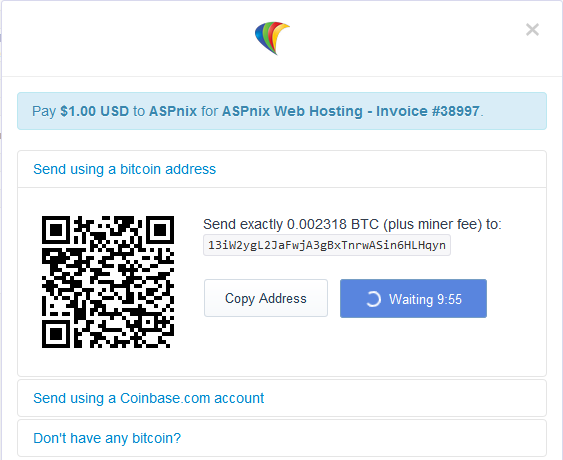 Pay $1.00 USD to ASPnix for ASPnix Web Hosting - Invoice #38997.
Send using a bitcoin address
Send exactly 0.002318 BTC (plus miner fee) to:
13iW2ygL2JaFwjA3gBxTnrwASin6HLHqyn
Copy Address
Waiting 9:55
Send using a Coinbase.com account
Don't have any bitcoin?